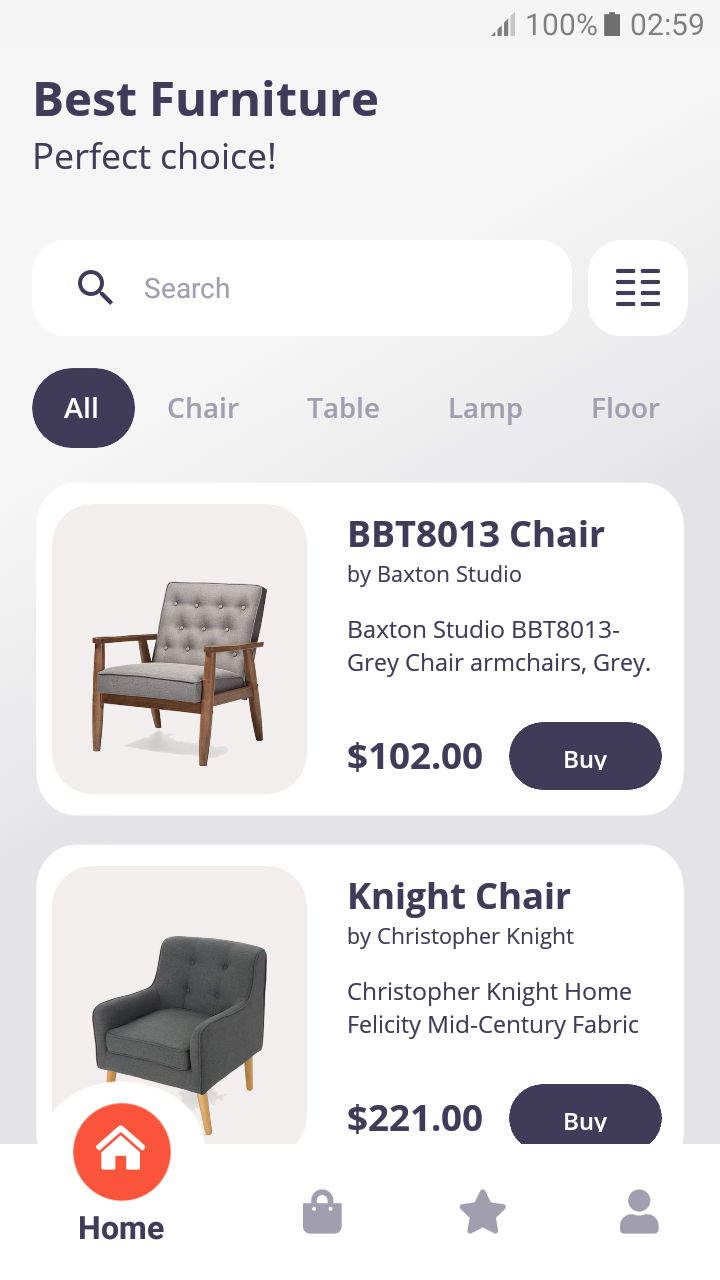 100% 02:59
Best Furniture
Perfect choice!
Search
All Chair Table Lamp Floor
BBT8013 Chair
by Baxton Studio
Baxton Studio BBT8013-
Grey Chair armchairs, Grey.
$102.00 Buy
Knight Chair
by Christopher Knight
Christopher Knight Home
Felicity Mid-Century Fabric
$221.00 Buy
Home